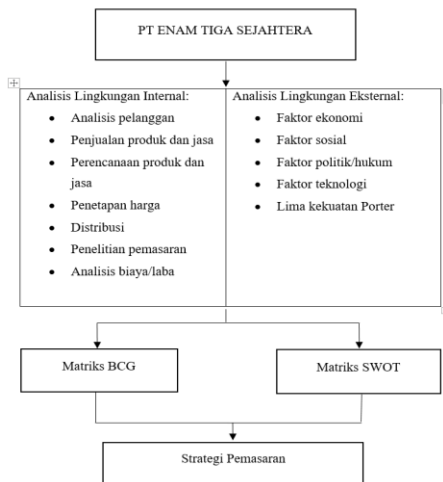 PT ENAM TIGA SEJAHTERA
Analisis Lingkungan Internal:
• Analisis pelanggan
• Penjualan produk dan jasa
• Perencanaan produk dan
jasa
• Penetapan harga
• Distribusi
• Penelitian pemasaran
• Analisis biaya/laba
Analisis Lingkungan Eksternal:
• Faktor ekonomi
• Faktor sosial
• Faktor politik/hukum
• Faktor teknologi
• Lima kekuatan Porter
Matriks BCG
Matriks SWOT
Strategi Pemasaran